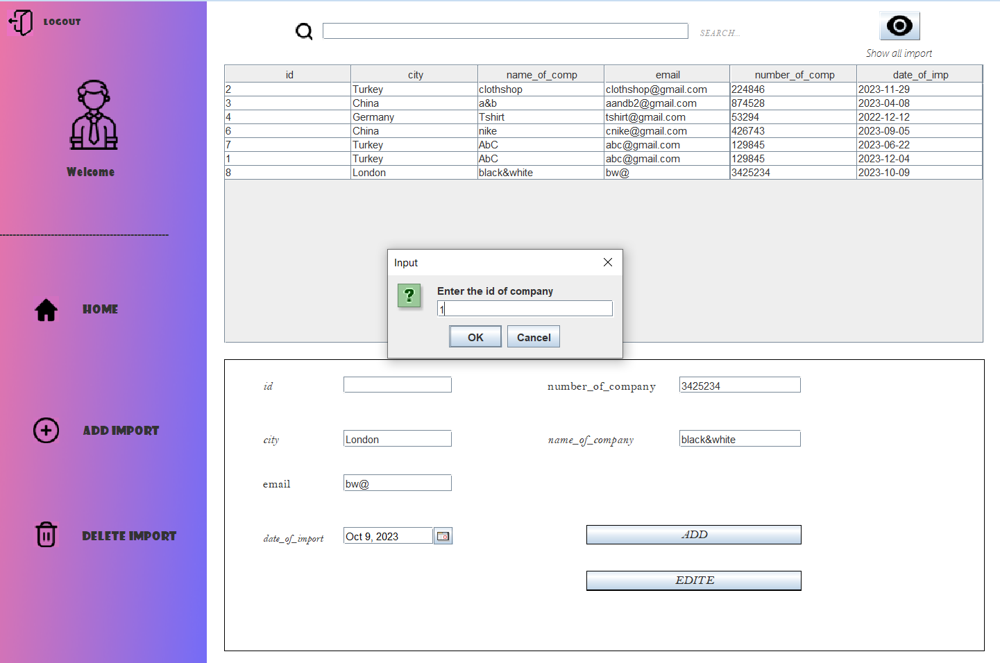 LOGOUT
SEARCH...
Show all import
Welcome
------------------------------------------------
HOME
ADD IMPORT
DELETE IMPORT
id city name_of_comp email number_of_comp date_of_imp
2 Turkey clothshop clothshop@gmail.com 224846 2023-11-29
3 China a&b aandb2@gmail.com 874528 2023-04-08
4 Germany Tshirt tshirt@gmail.com 53294 2022-12-12
6 China nike cnike@gmail.com 426743 2023-09-05
7 Turkey AbC abc@gmail.com 129845 2023-06-22
1 Turkey AbC abc@gmail.com 129845 2023-12-04
8 London black&white bw@ 3425234 2023-10-09
Input
?
Enter the id of company
1
OK Cancel
id number_of_company 3425234
city London name_of_company black&white
email bw@
date_of_import Oct 9, 2023 ADD
EDITE